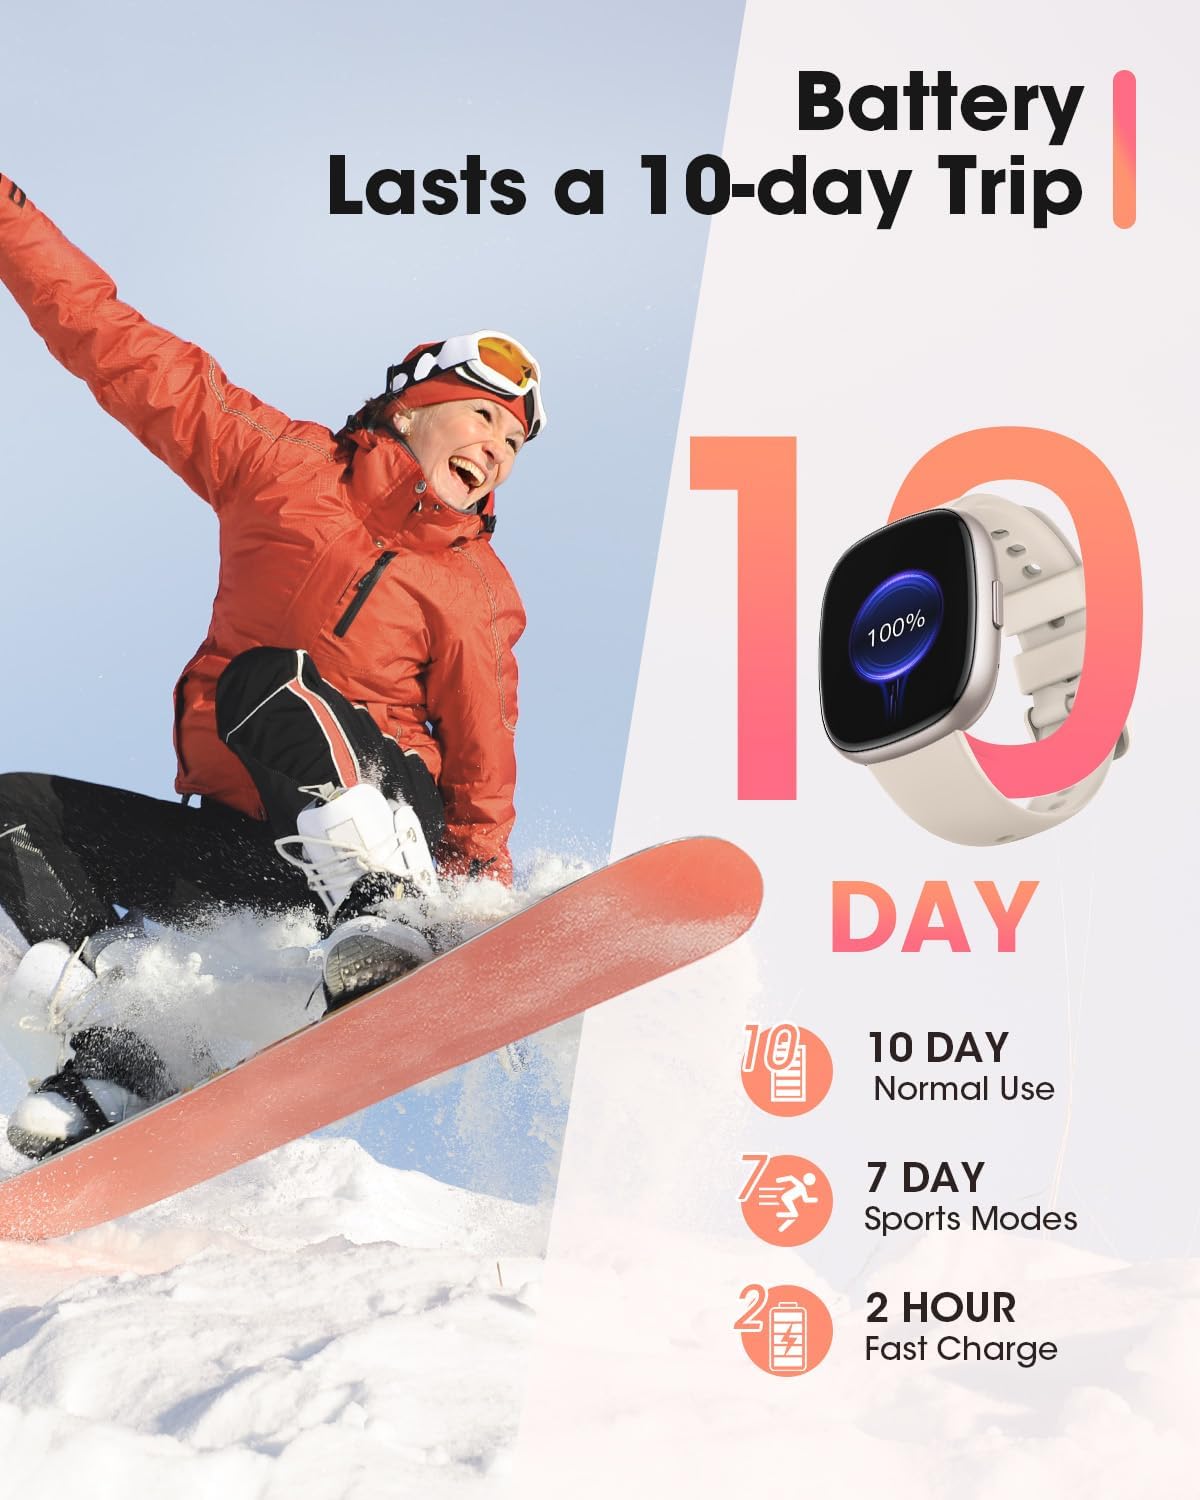 Battery
Lasts a 10-day Trip
10
100%
DAY
10
10 DAY
Normal Use
7
7 DAY
Sports Modes
2
2 HOUR
Fast Charge